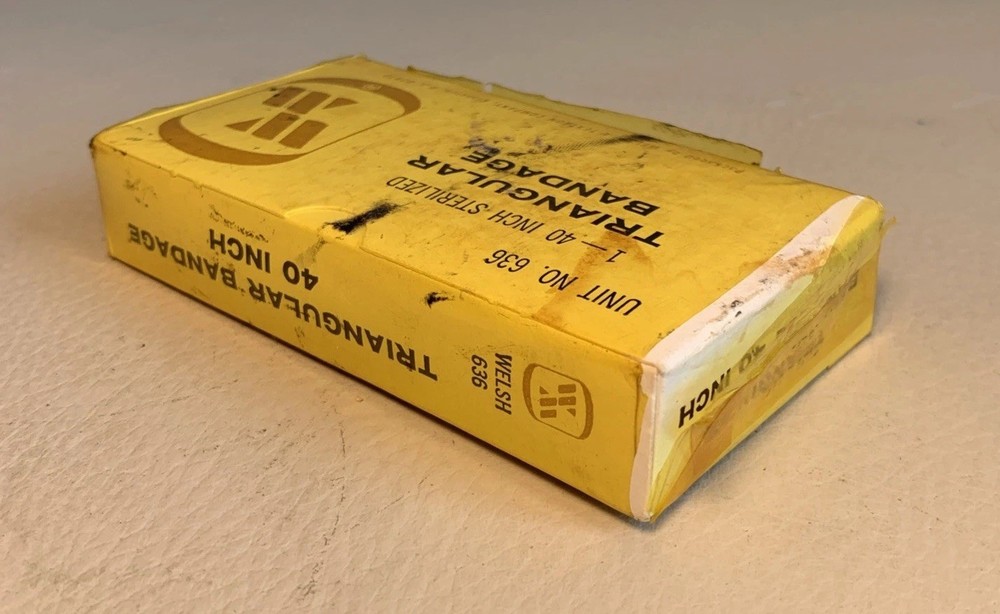 TRIANGULAR
BANDAGE
1 — 40 INCH STERILIZED
UNIT NO. 636
TRIANGULAR BANDAGE
40 INCH
WELSH
636
40 INCH